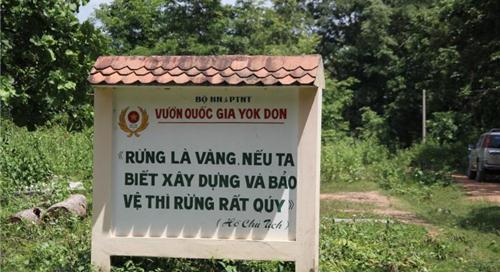 BỘ NN & PTNT
VƯỜN QUỐC GIA YOK DON
《RỪNG LÀ VÀNG. NẾU TA
BIẾT XÂY DỰNG VÀ BẢO
VỆ THÌ RỪNG RẤT QÚY》
(Hồ Chủ Tịch)